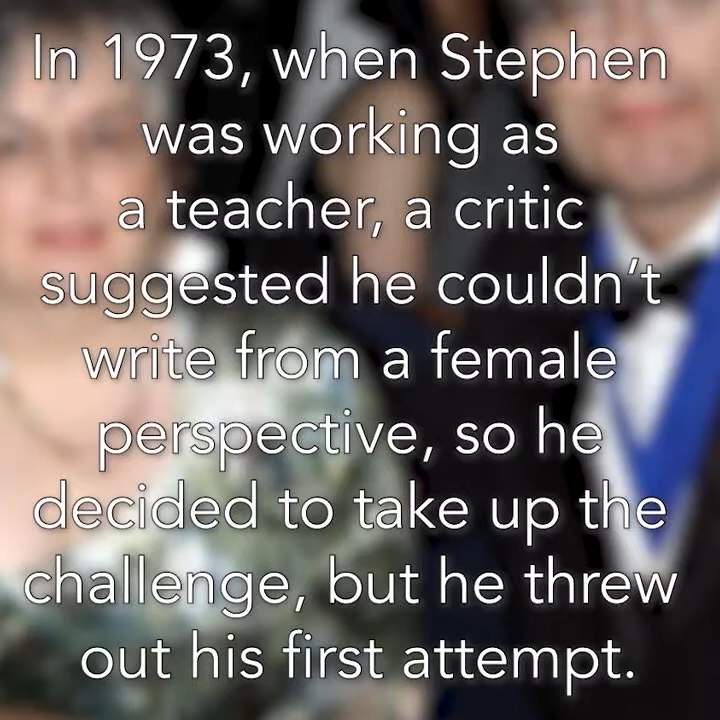 In 1973, when Stephen
was working as
a teacher, a critic
suggested he couldn’t
write from a female
perspective, so he
decided to take up the
challenge, but he threw
out his first attempt.